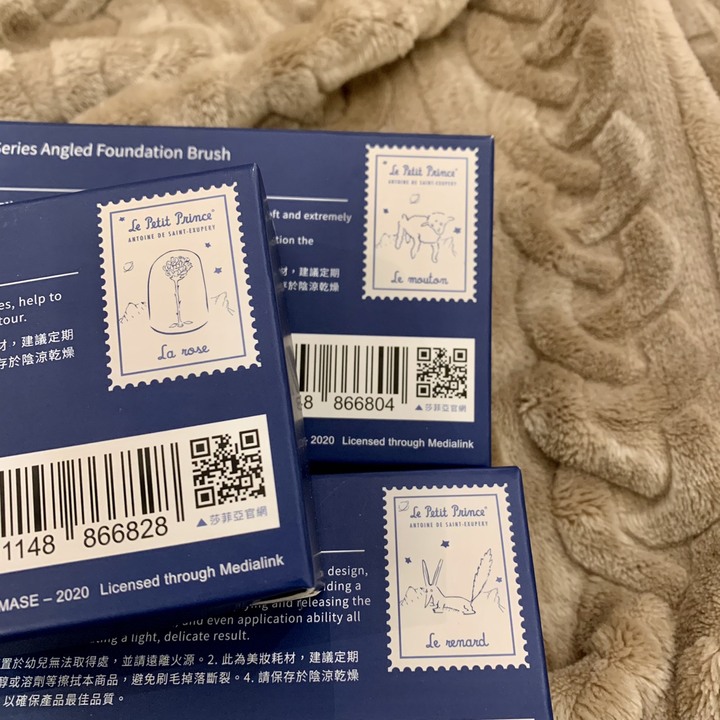 Series Angled Foundation Brush
eft and extremely
tion the
，建議定期
存於陰涼乾燥
Le Petit Prince
ANTOINE DE SAINT-EXUPERY
Le mouton
866804
▲莎菲亞官網
2020 Licensed through Medialink
Le Petit Prince
ANTOINE DE SAINT-EXUPERY
La rose
es, help to
tour.
材，建議定期
存於陰涼乾燥
1148 866828
▲莎菲亞官網
MASE – 2020 Licensed through Medialink
Le Petit Prince
ANTOINE DE SAINT-EXUPERY
Le renard
design,
ding a
ying and releasing the
and even application ability all
ting a light, delicate result.
置於幼兒無法取得處，並請遠離火源。2. 此為美妝耗材，建議定期
醇或溶劑等擦拭本商品，避免刷毛掉落斷裂。4. 請保存於陰涼乾燥
以確保產品最佳品質。